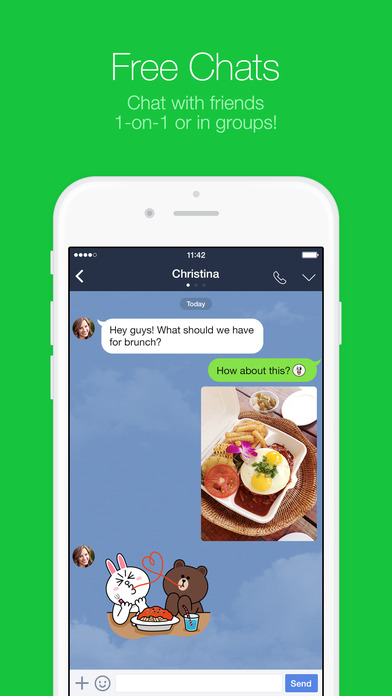 Free Chats
Chat with friends
1-on-1 or in groups!
11:42
Christina
Today
Hey guys! What should we have
for brunch?
How about this?
Send